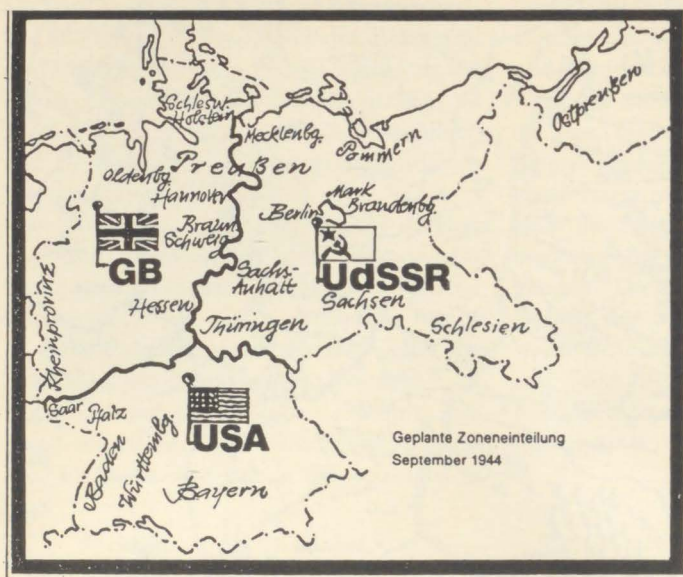 Schlesw.
Holstein
Mecklenbg.
Pommern
Ostpreußen
Preußen
Oldenbg.
Hannover
Mark
Brandenbg.
Berlin
Braun
Schweig
GB
UdSSR
Sachs-
Anhalt
Sachsen
Hessen
Thüringen
Schlesien
Rheinprovinz
Saar
Pfalz
USA
Baden
Württembg.
Bayern
Geplante Zoneneinteilung
September 1944